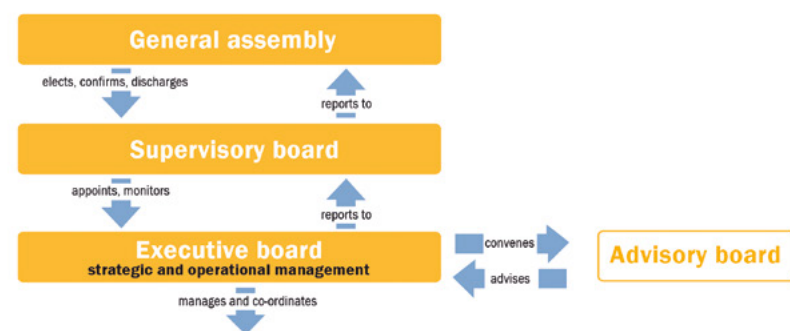 General assembly
elects, confirms, discharges
reports to
Supervisory board
appoints, monitors
reports to
Executive board
strategic and operational management
convenes
advises
Advisory board
manages and co-ordinates